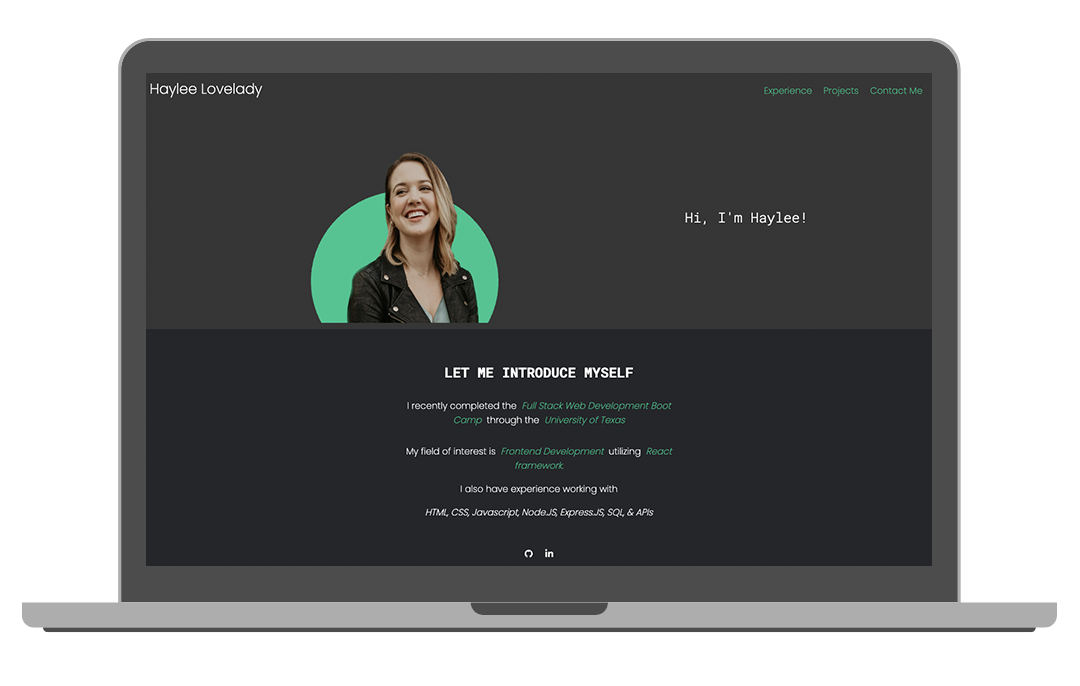 Haylee Lovelady
Experience Projects Contact Me
Hi, I'm Haylee!
LET ME INTRODUCE MYSELF
I recently completed the Full Stack Web Development Boot
Camp through the University of Texas
My field of interest is Frontend Development utilizing React
framework.
I also have experience working with
HTML, CSS, Javascript, Node.JS, Express.JS, SQL, & APIs
in